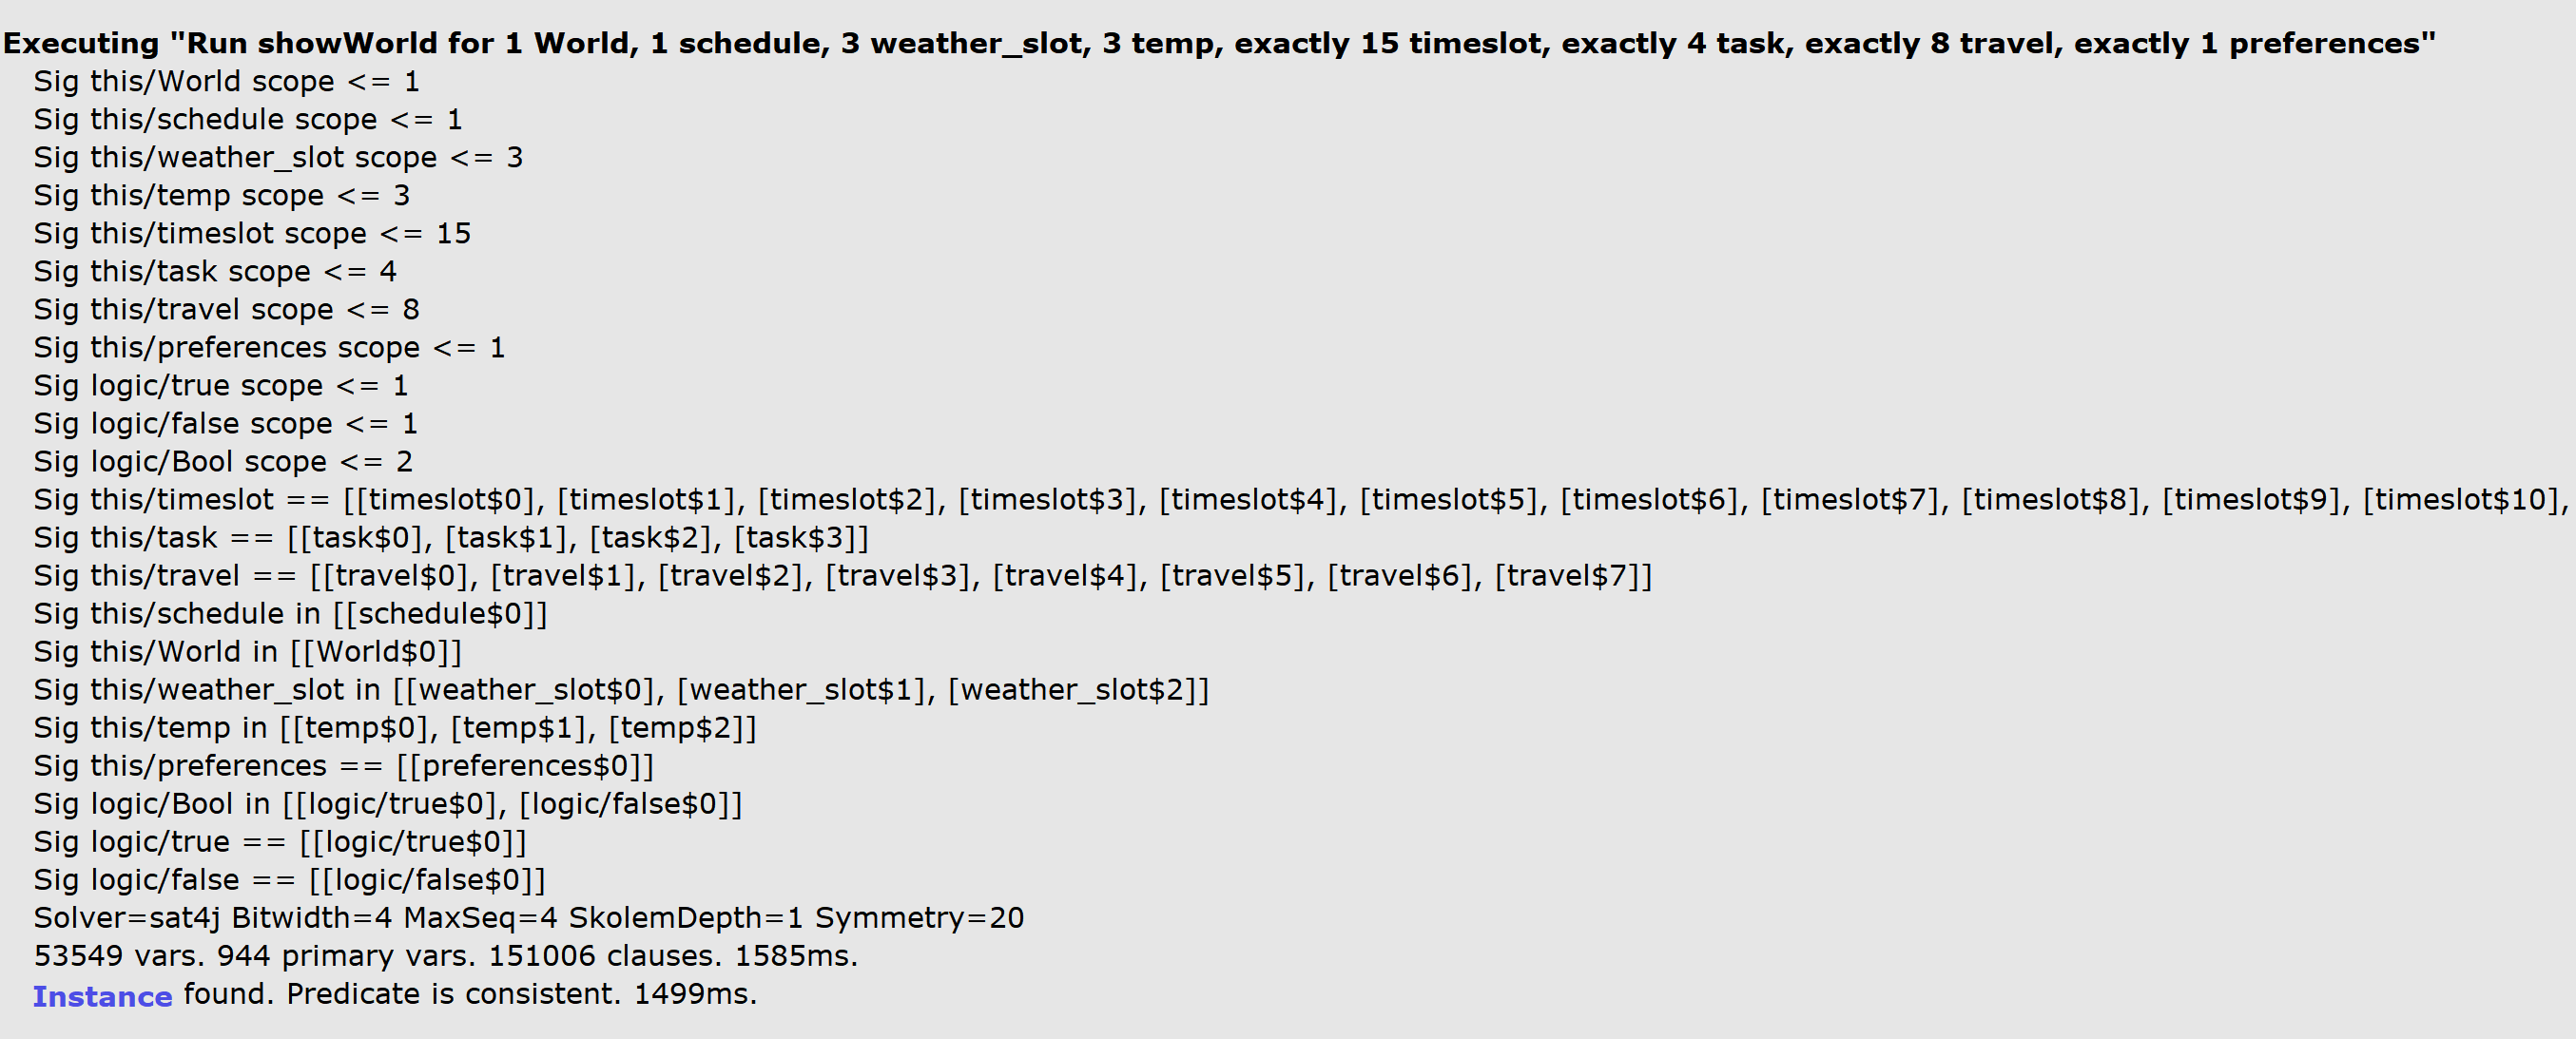 Executing "Run showWorld for 1 World, 1 schedule, 3 weather_slot, 3 temp, exactly 15 timeslot, exactly 4 task, exactly 8 travel, exactly 1 preferences"
Sig this/World scope <= 1
Sig this/schedule scope <= 1
Sig this/weather_slot scope <= 3
Sig this/temp scope <= 3
Sig this/timeslot scope <= 15
Sig this/task scope <= 4
Sig this/travel scope <= 8
Sig this/preferences scope <= 1
Sig logic/true scope <= 1
Sig logic/false scope <= 1
Sig logic/Bool scope <= 2
Sig this/timeslot == [[timeslot$0], [timeslot$1], [timeslot$2], [timeslot$3], [timeslot$4], [timeslot$5], [timeslot$6], [timeslot$7], [timeslot$8], [timeslot$9], [timeslot$10],
Sig this/task == [[task$0], [task$1], [task$2], [task$3]]
Sig this/travel == [[travel$0], [travel$1], [travel$2], [travel$3], [travel$4], [travel$5], [travel$6], [travel$7]]
Sig this/schedule in [[schedule$0]]
Sig this/World in [[World$0]]
Sig this/weather_slot in [[weather_slot$0], [weather_slot$1], [weather_slot$2]]
Sig this/temp in [[temp$0], [temp$1], [temp$2]]
Sig this/preferences == [[preferences$0]]
Sig logic/Bool in [[logic/true$0], [logic/false$0]]
Sig logic/true == [[logic/true$0]]
Sig logic/false == [[logic/false$0]]
Solver=sat4j Bitwidth=4 MaxSeq=4 SkolemDepth=1 Symmetry=20
53549 vars. 944 primary vars. 151006 clauses. 1585ms.
Instance found. Predicate is consistent. 1499ms.